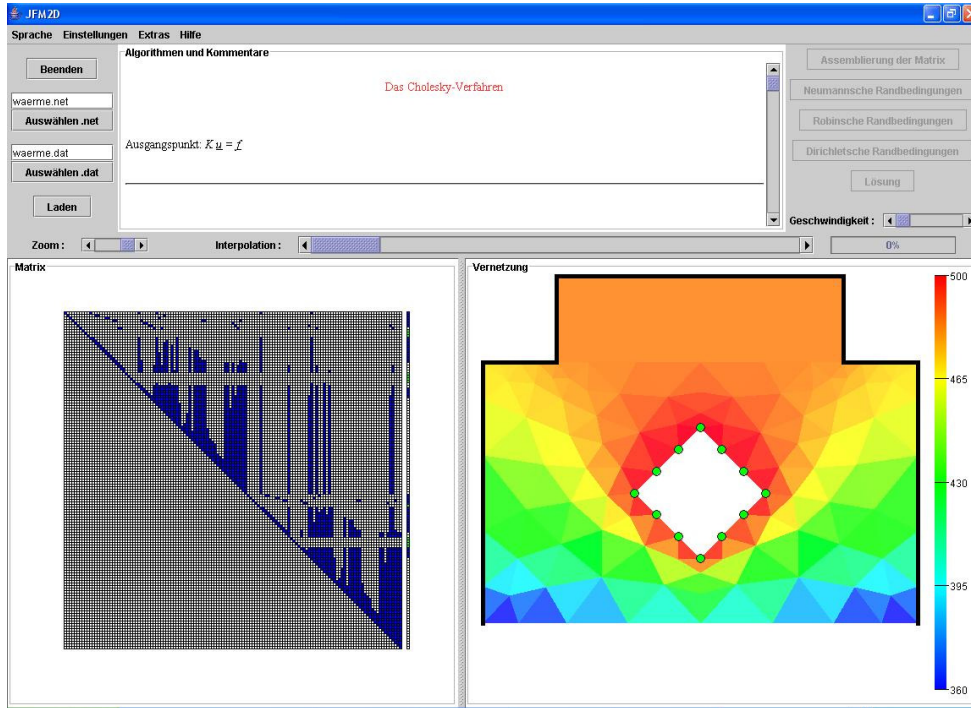 JFM2D
Sprache Einstellungen Extras Hilfe
Beenden
waerme.net
Auswählen .net
waerme.dat
Auswählen .dat
Laden
Algorithmen und Kommentare
Das Cholesky-Verfahren
Ausgangspunkt: K u = f
Assemblierung der Matrix
Neumannsche Randbedingungen
Robinsche Randbedingungen
Dirichletsche Randbedingungen
Lösung
Geschwindigkeit :
Zoom :
Interpolation :
0%
Matrix
Vernetzung
500
465
430
395
360